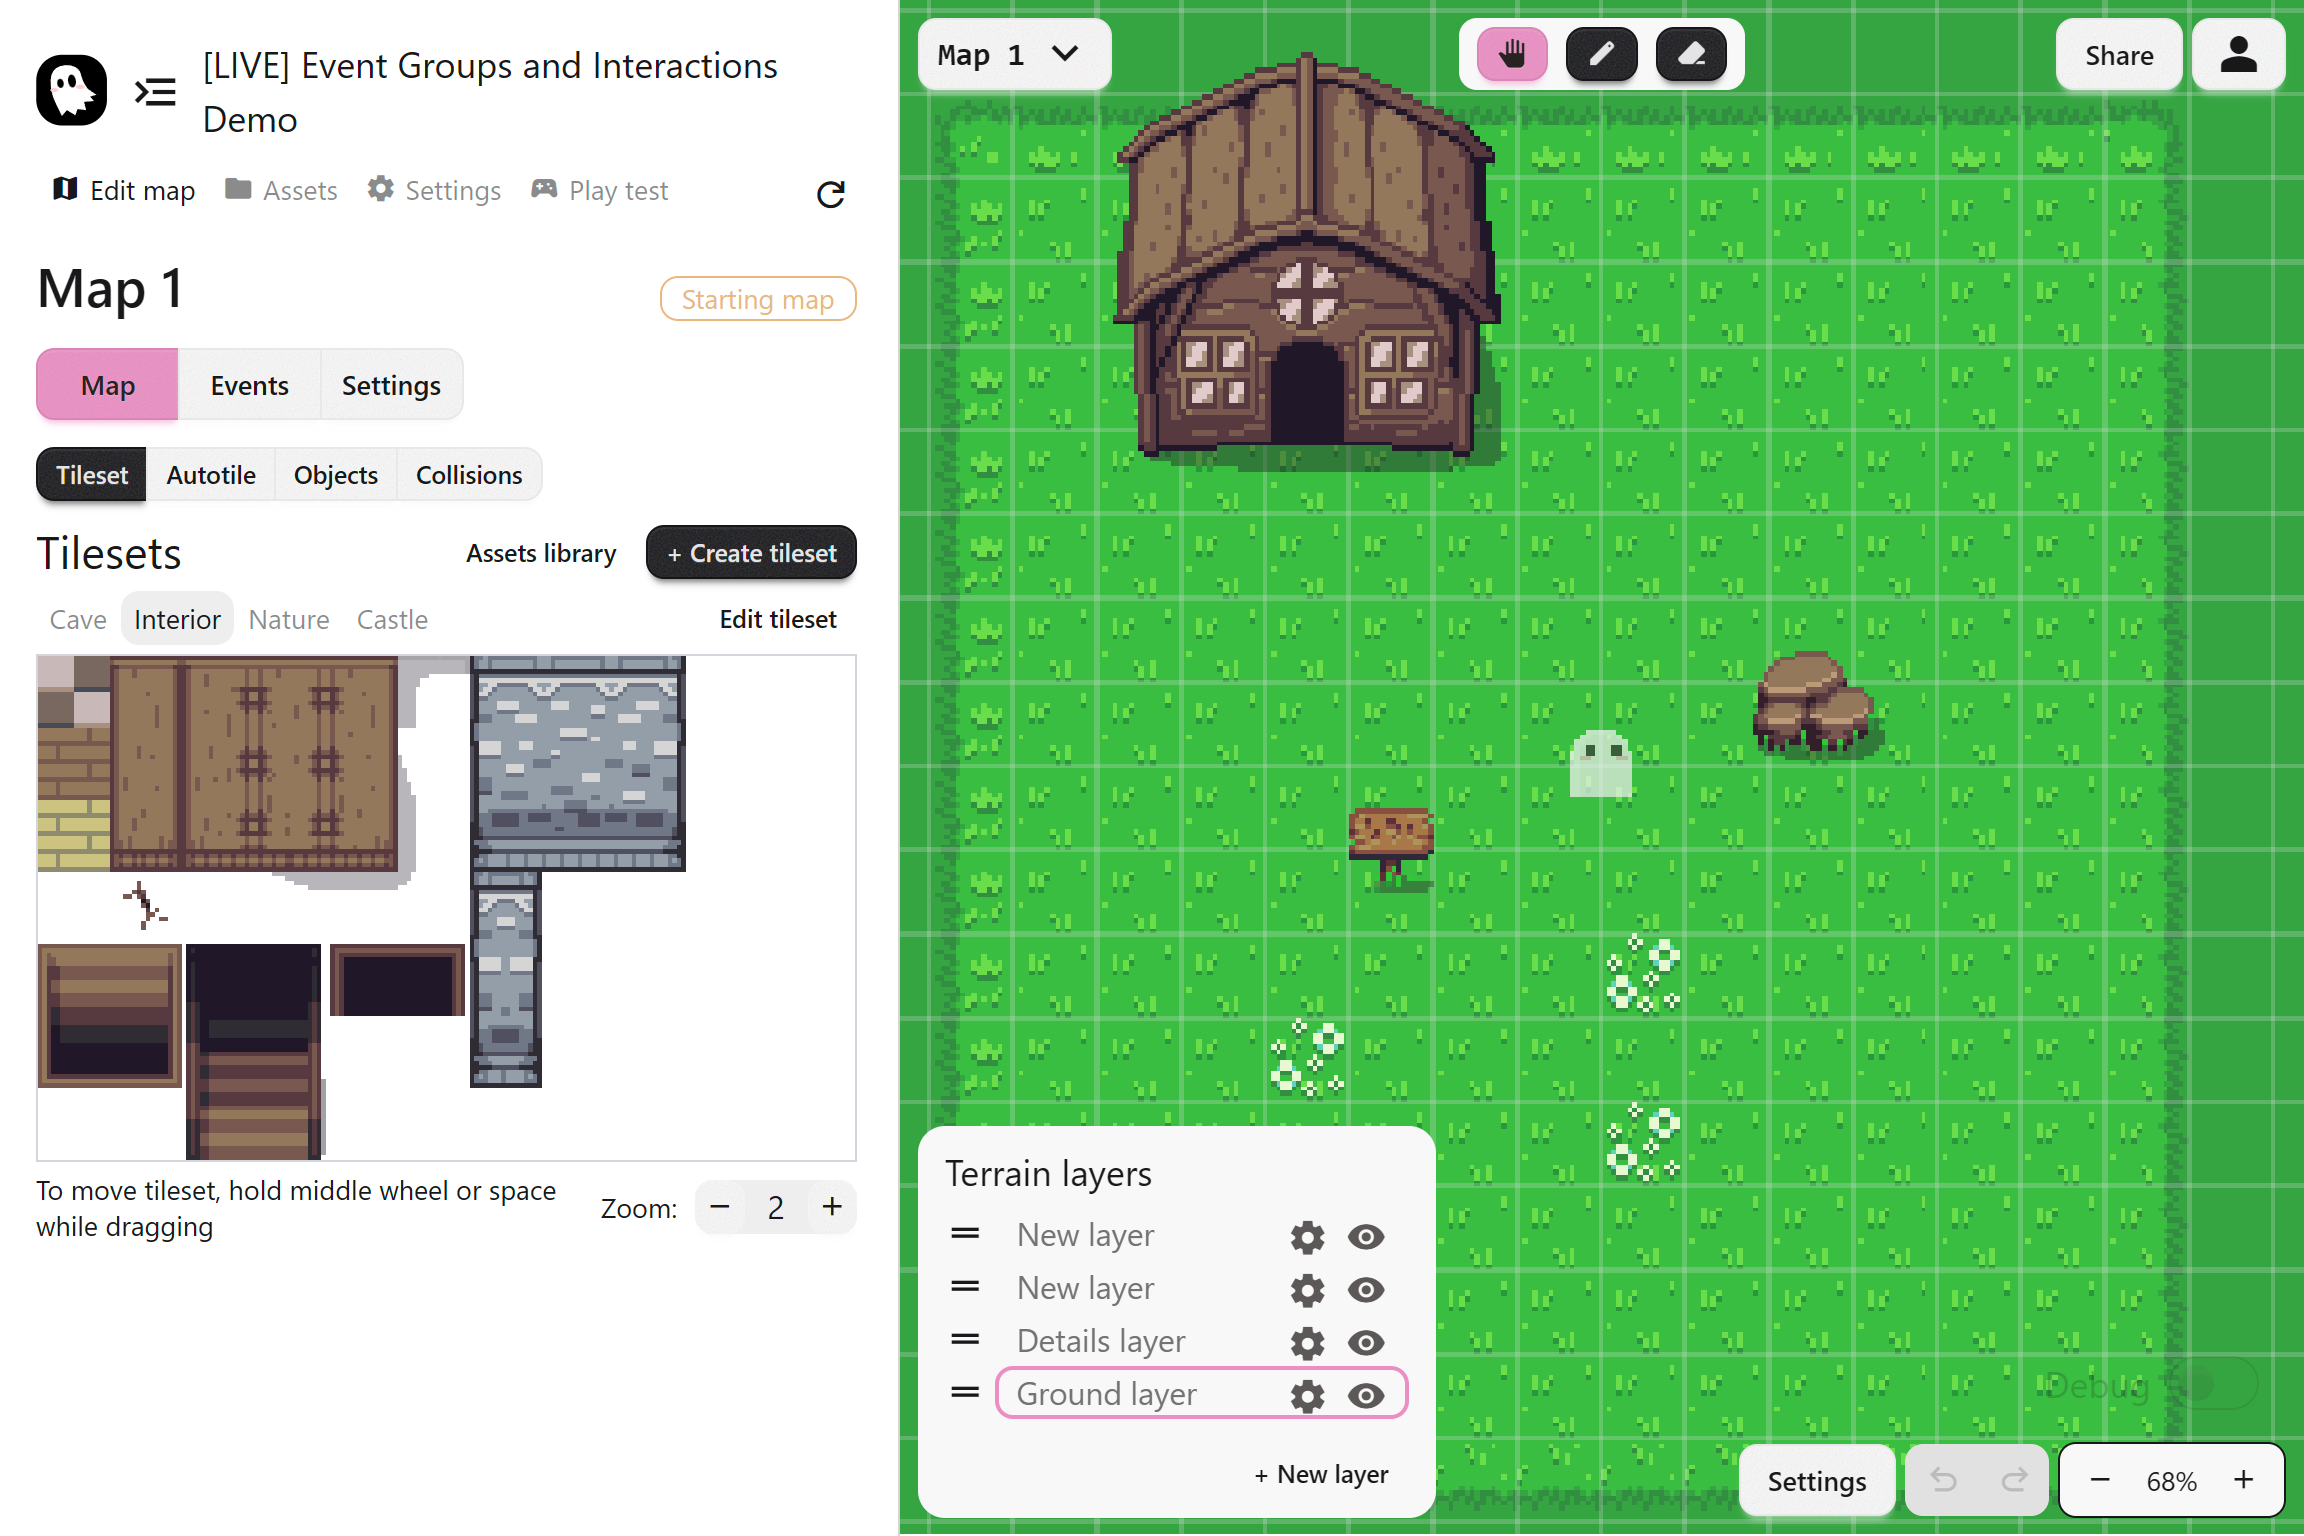 [LIVE] Event Groups and Interactions
Demo
Edit map Assets Settings Play test
Map 1
Starting map
Map Events Settings
Tileset Autotile Objects Collisions
Tilesets
Assets library + Create tileset
Cave Interior Nature Castle Edit tileset
To move tileset, hold middle wheel or space
while dragging
Zoom: − 2 +
Map 1
Share
Terrain layers
New layer
New layer
Details layer
Ground layer
+ New layer
Debug
Settings
− 68% +